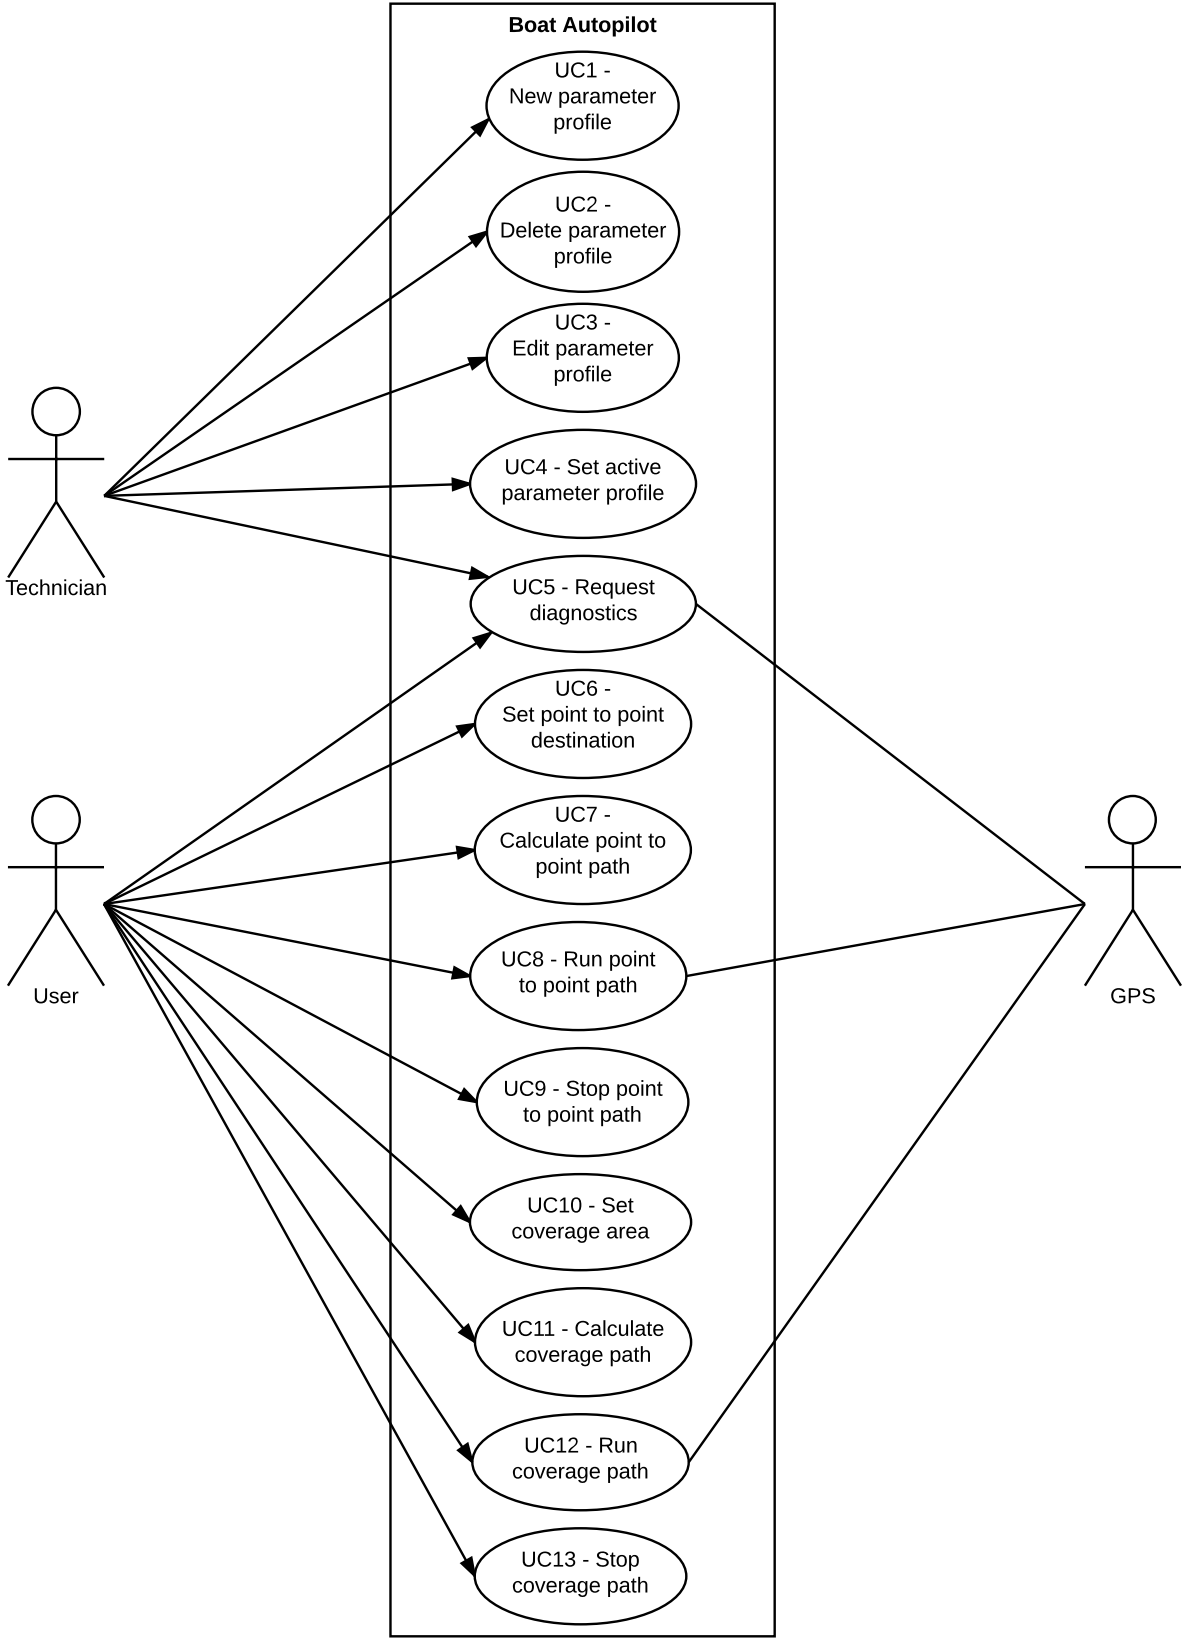 Boat Autopilot
UC1 -
New parameter
profile
UC2 -
Delete parameter
profile
UC3 -
Edit parameter
profile
UC4 - Set active
parameter profile
UC5 - Request
diagnostics
Technician
UC6 -
Set point to point
destination
UC7 -
Calculate point to
point path
UC8 - Run point
to point path
User
GPS
UC9 - Stop point
to point path
UC10 - Set
coverage area
UC11 - Calculate
coverage path
UC12 - Run
coverage path
UC13 - Stop
coverage path